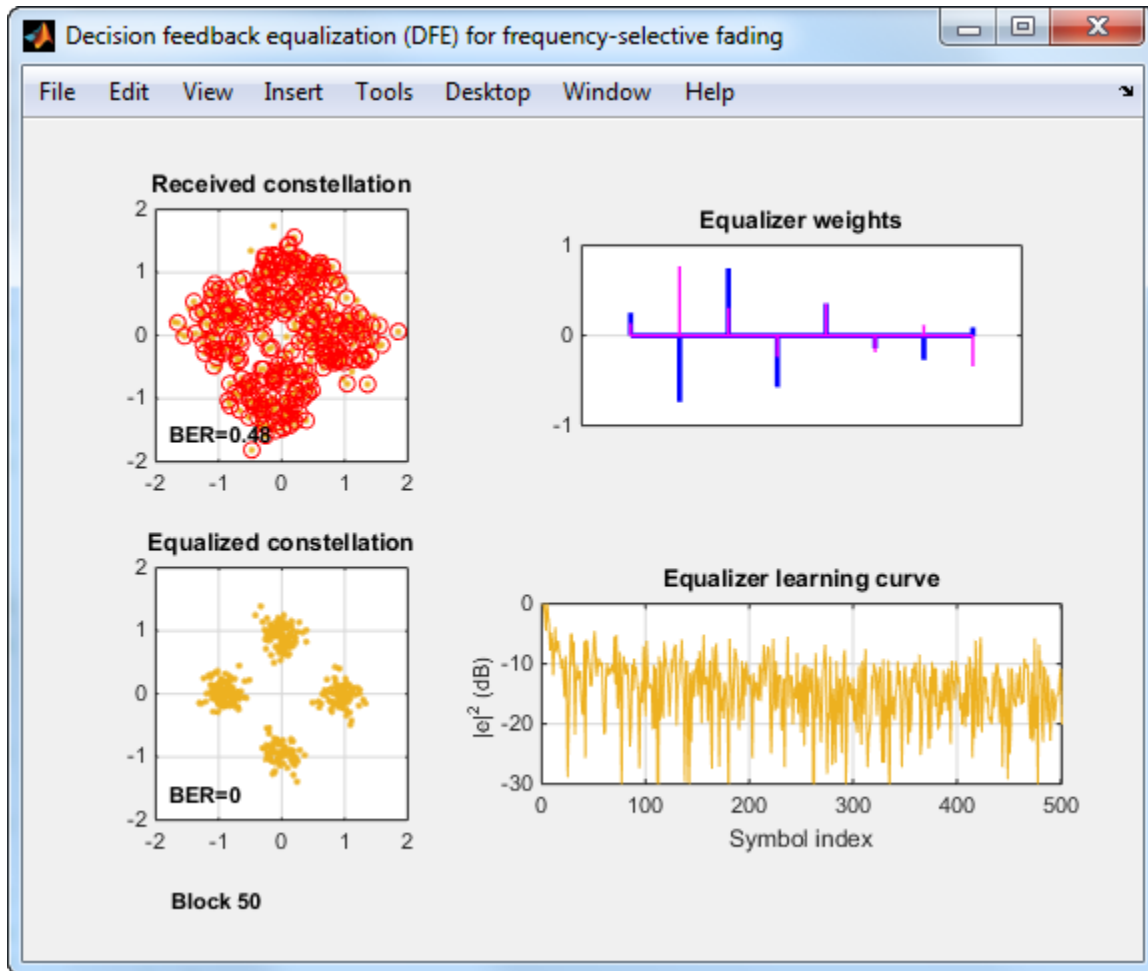 Decision feedback equalization (DFE) for frequency-selective fading
File Edit View Insert Tools Desktop Window Help
Received constellation
2
1
0
-1
-2
BER=0.48
-2 -1 0 1 2
Equalizer weights
1
0
-1
Equalized constellation
2
1
0
-1
-2
BER=0
-2 -1 0 1 2
Equalizer learning curve
0
-10
-20
-30
|e|^2 (dB)
0 100 200 300 400 500
Symbol index
Block 50